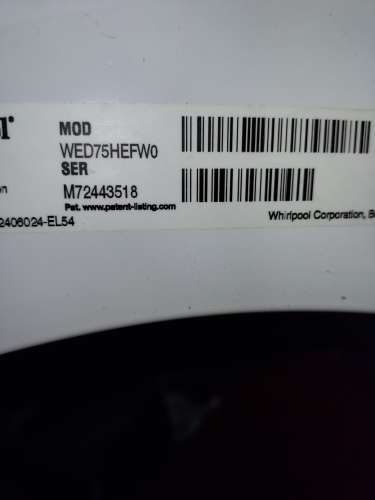 MOD
WED75HEFW0
SER
M72443518
Pat. www.patent-listing.com
2406024-EL54
Whirlpool Corporation,